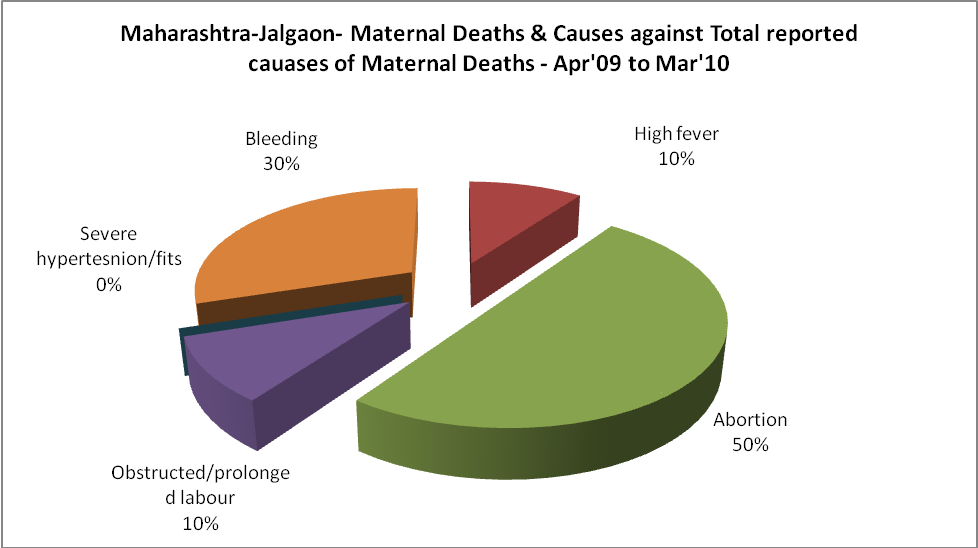 Maharashtra-Jalgaon- Maternal Deaths & Causes against Total reported
cauases of Maternal Deaths - Apr'09 to Mar'10
Bleeding
30%
High fever
10%
Severe
hypertesnion/fits
0%
Abortion
50%
Obstructed/prolonge
d labour
10%